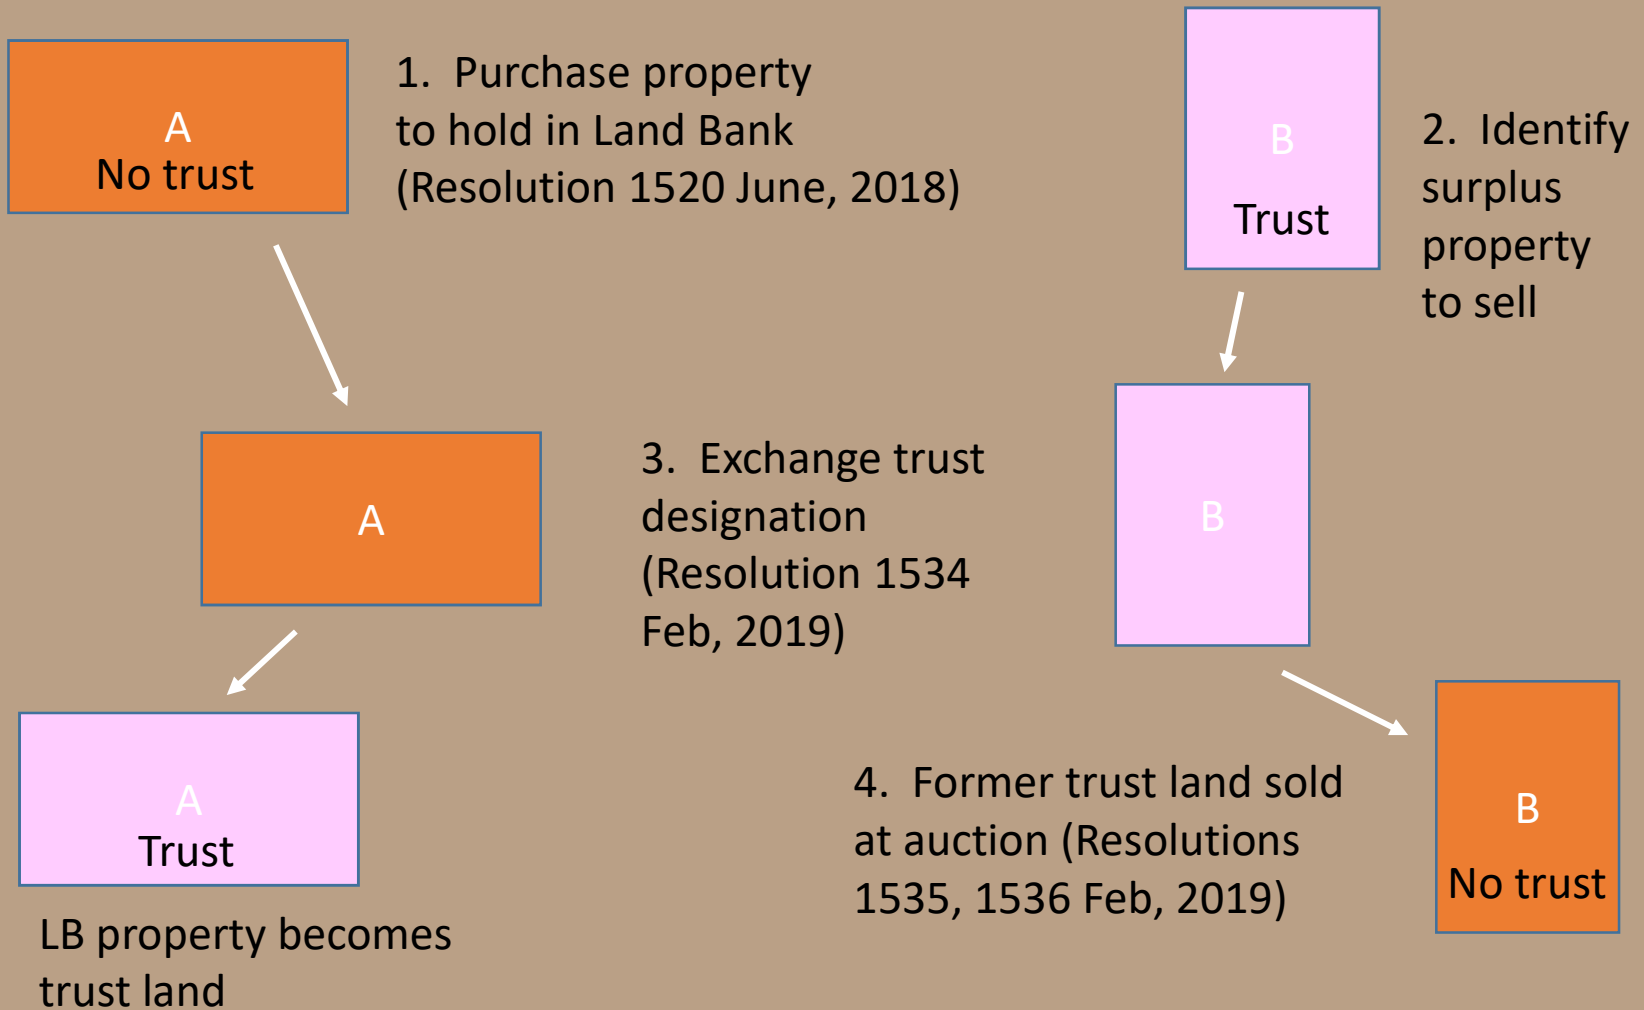 A
No trust
1.  Purchase property
to hold in Land Bank
(Resolution 1520 June, 2018)
B
Trust
2.  Identify
surplus
property
to sell
A
3.  Exchange trust
designation
(Resolution 1534
Feb, 2019)
B
A
Trust
LB property becomes
trust land
4.  Former trust land sold
at auction (Resolutions
1535, 1536 Feb, 2019)
B
No trust